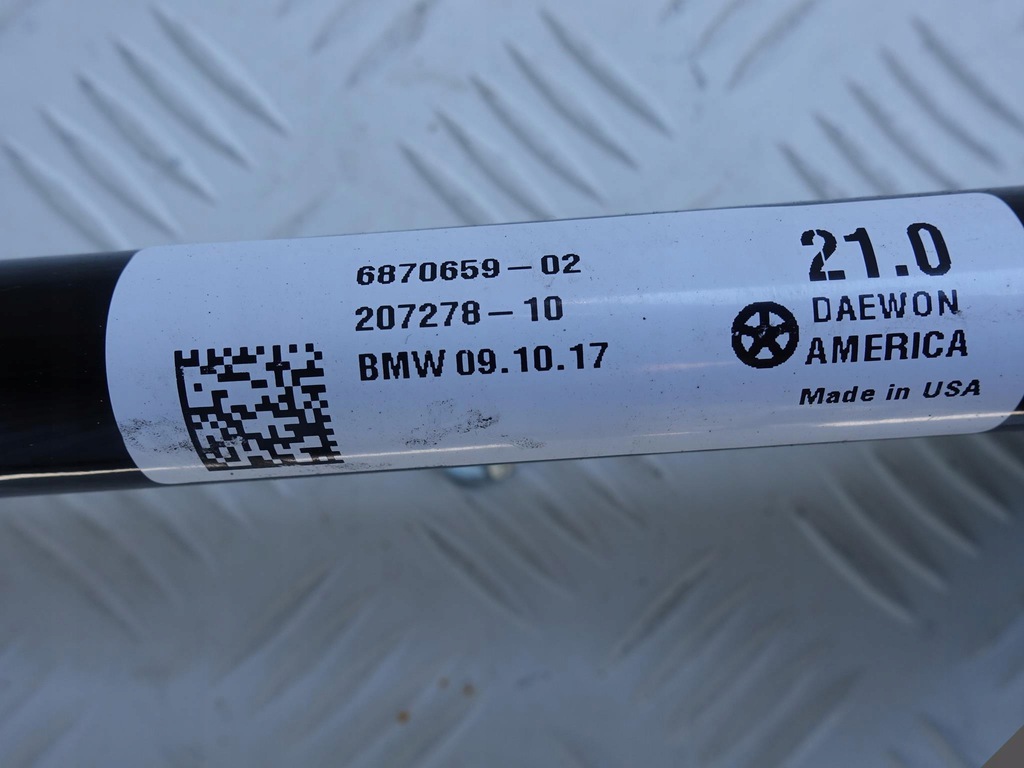 6870659-02
207278-10
BMW 09.10.17
21.0
DAEWON
AMERICA
Made in USA